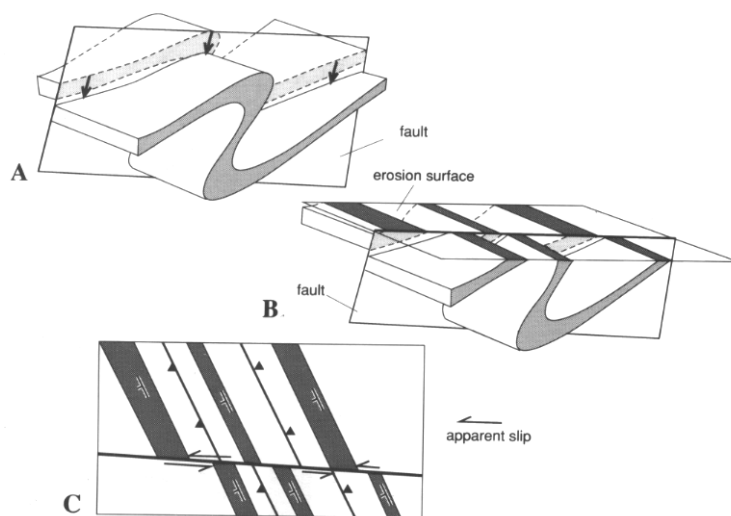 fault
A
erosion surface
fault
B
apparent slip
C